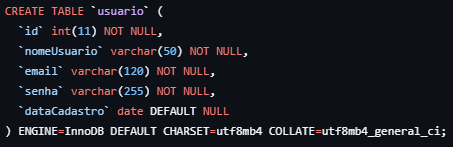 CREATE TABLE `usuario` (
  `id` int(11) NOT NULL,
  `nomeUsuario` varchar(50) NOT NULL,
  `email` varchar(120) NOT NULL,
  `senha` varchar(255) NOT NULL,
  `dataCadastro` date DEFAULT NULL
) ENGINE=InnoDB DEFAULT CHARSET=utf8mb4 COLLATE=utf8mb4_general_ci;